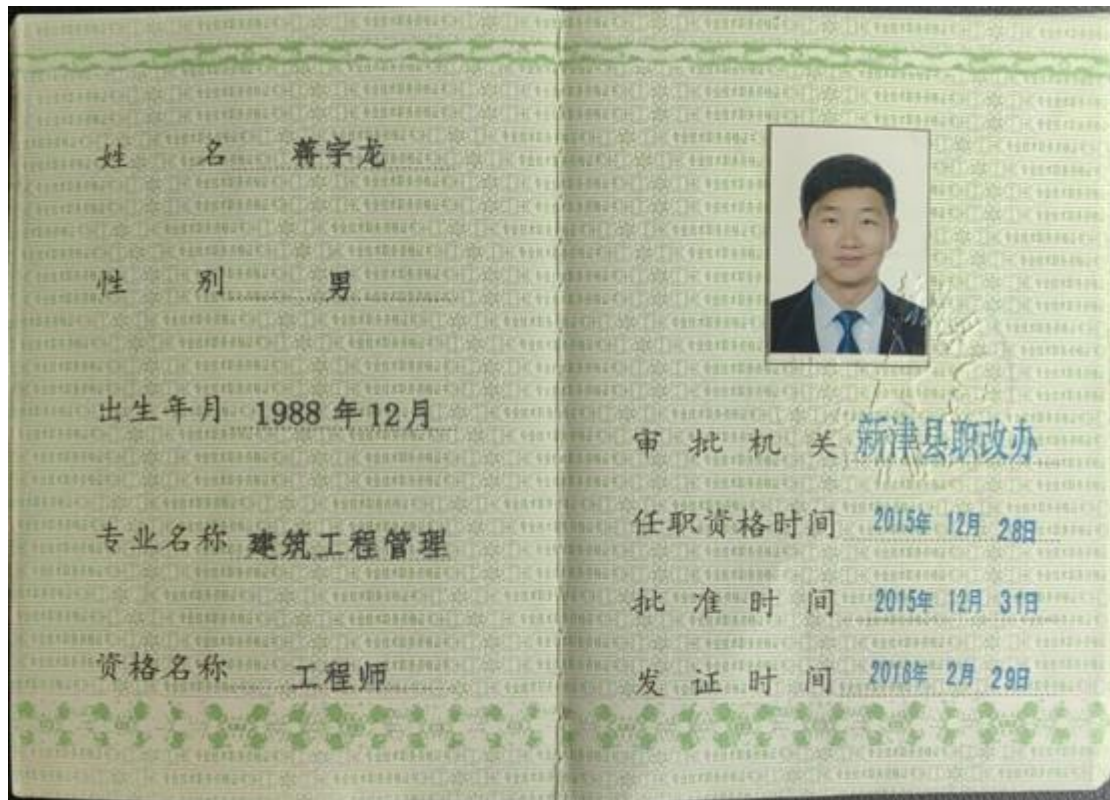 姓名 蒋宇龙
性别 男
出生年月 1988年12月
专业名称 建筑工程管理
资格名称 工程师
审批机关 新津县职改办
任职资格时间 2015年 12月 28日
批准时间 2015年 12月 31日
发证时间 2016年 2月 29日